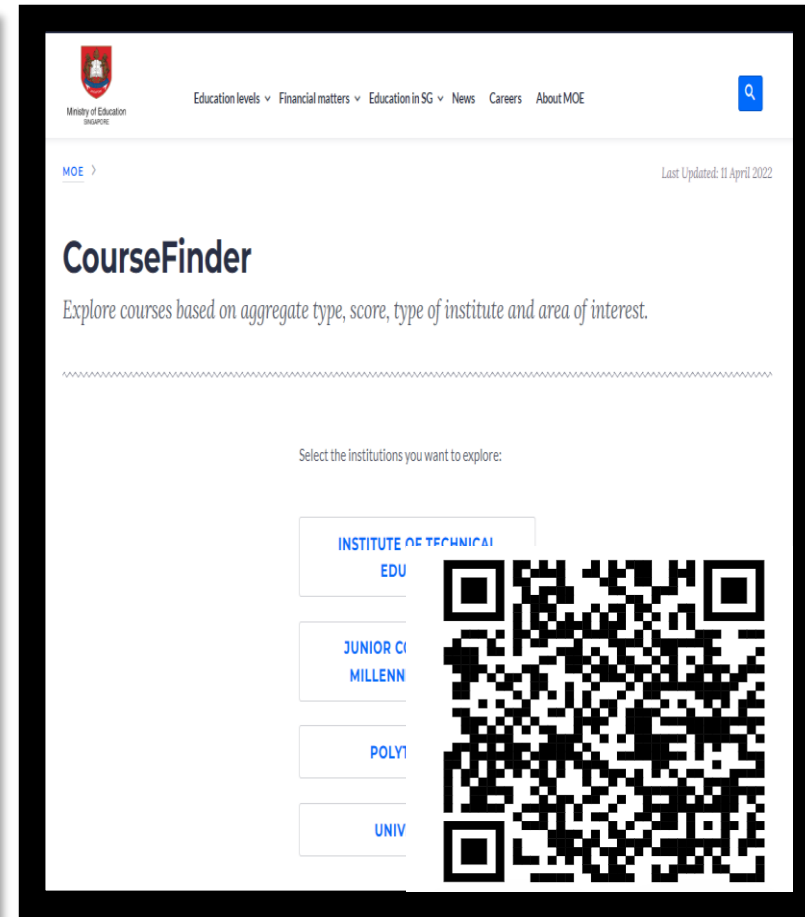 Ministry of Education
SINGAPORE
Education levels Financial matters Education in SG News Careers About MOE
MOE
Last Updated: 11 April 2022
CourseFinder
Explore courses based on aggregate type, score, type of institute and area of interest.
Select the institutions you want to explore:
INSTITUTE OF TECHNICAL
EDU
JUNIOR CO
MILLENN
POLYT
UNIV